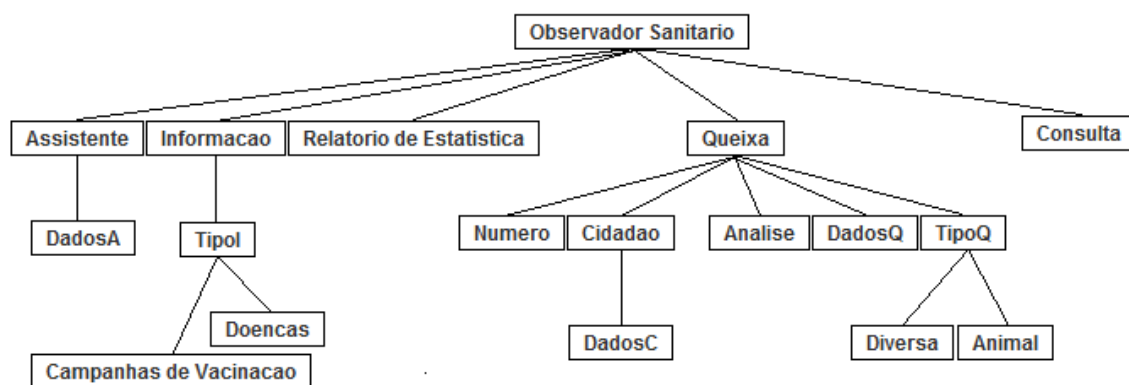 Observador Sanitario
Assistente
Informacao
Relatorio de Estatistica
Queixa
Consulta
DadosA
TipoI
Numero
Cidadao
Analise
DadosQ
TipoQ
Doencas
Campanhas de Vacinacao
DadosC
Diversa
Animal